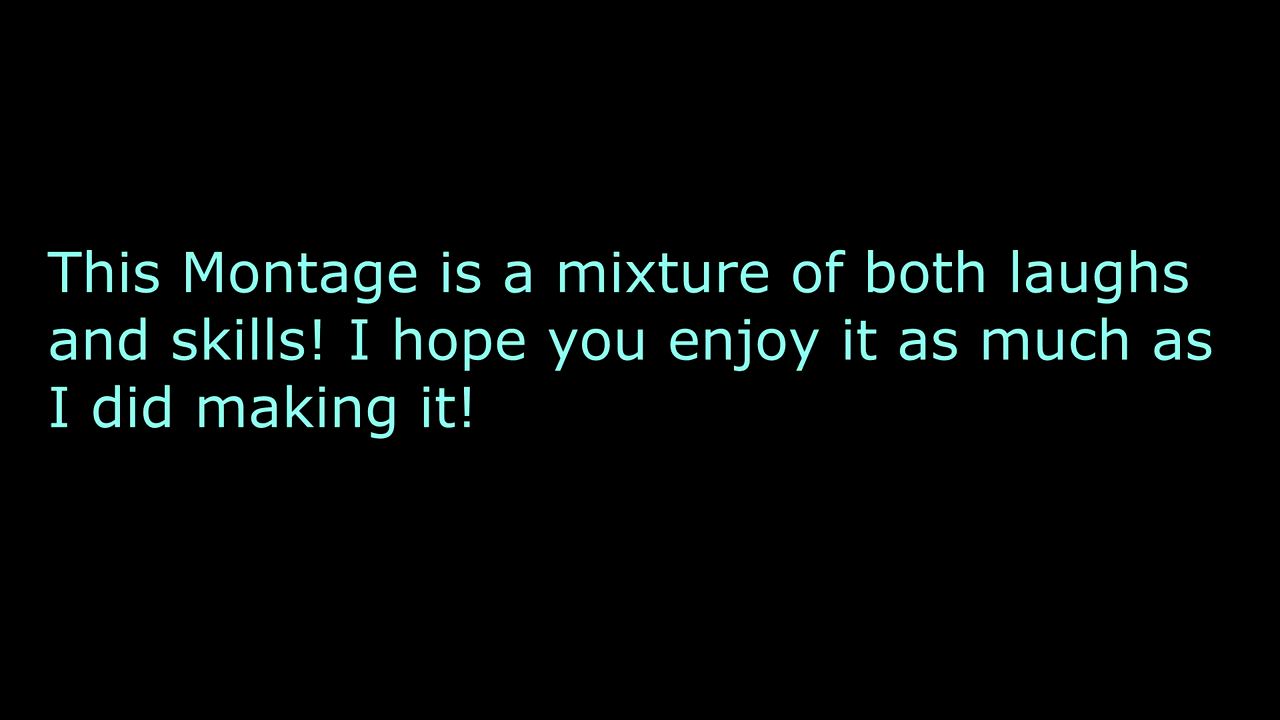 This Montage is a mixture of both laughs
and skills! I hope you enjoy it as much as
I did making it!